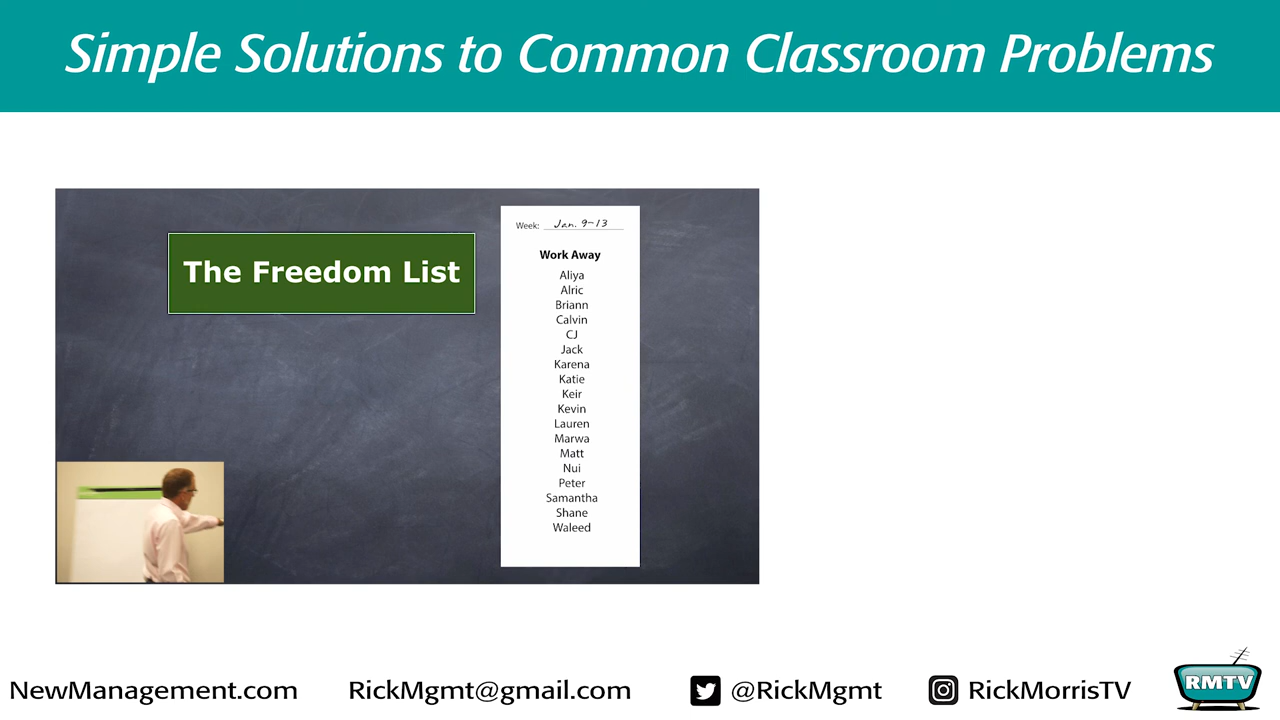 Simple Solutions to Common Classroom Problems
The Freedom List
Week: Jan. 9-13
Work Away
Aliya
Alric
Briann
Calvin
CJ
Jack
Karena
Katie
Keir
Kevin
Lauren
Marwa
Matt
Nui
Peter
Samantha
Shane
Waleed
NewManagement.com RickMgmt@gmail.com @RickMgmt RickMorrisTV RMTV